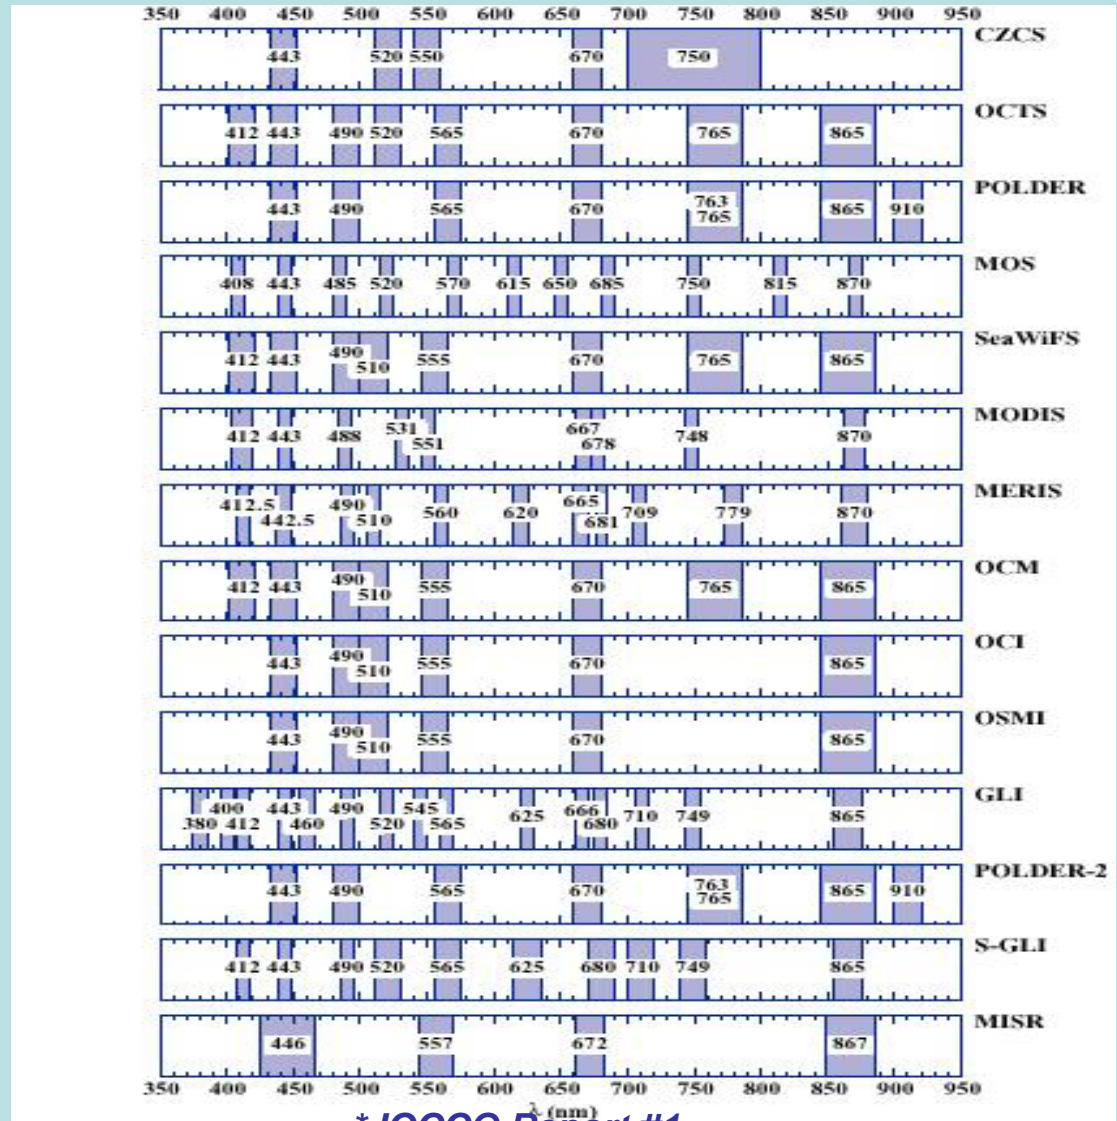 350 400 450 500 550 600 650 700 750 800 850 900 950
CZCS
443 520 550 670 750
OCTS
412 443 490 520 565 670 765 865
POLDER
443 490 565 670 763 765 865 910
MOS
408 443 485 520 570 615 650 685 750 815 870
SeaWiFS
412 443 490 510 555 670 765 865
MODIS
412 443 488 531 551 667 678 748 870
MERIS
412.5 442.5 490 510 560 620 665 681 709 779 870
OCM
412 443 490 510 555 670 765 865
OCI
443 490 510 555 670 865
OSMI
443 490 510 555 670 865
GLI
380 400 412 443 460 490 520 545 565 625 666 680 710 749 865
POLDER-2
443 490 565 670 763 765 865 910
S-GLI
412 443 490 520 565 625 680 710 749 865
MISR
446 557 672 867
350 400 450 500 550 600 650 700 750 800 850 900 950
λ (nm)
* IOCCG Report #1